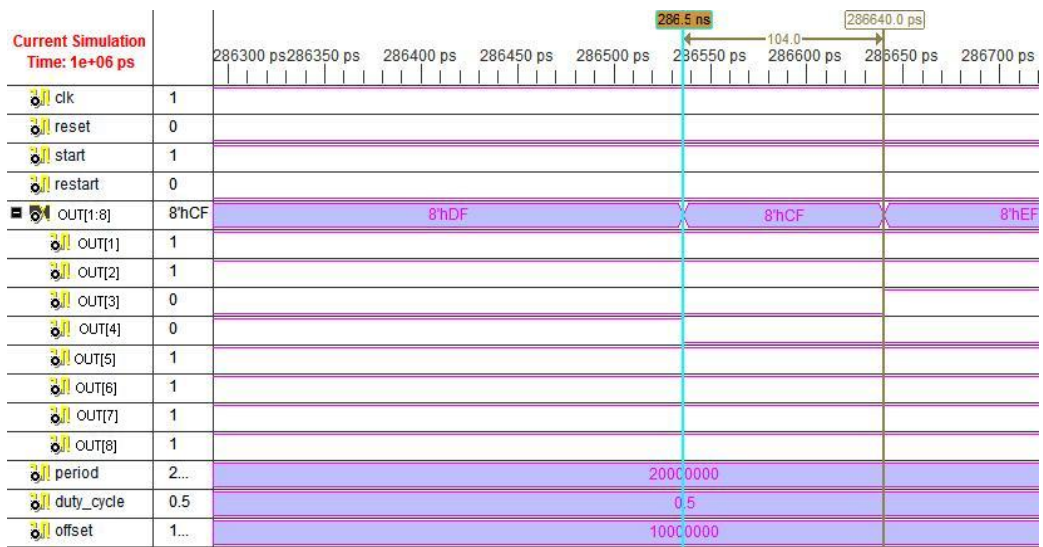 286.5 ns 286640.0 ps
104.0
Current Simulation
Time: 1e+06 ps
286300 ps 286350 ps 286400 ps 286450 ps 286500 ps 286550 ps 286600 ps 286650 ps 286700 ps
clk 1
reset 0
start 1
restart 0
OUT[1:8] 8'hCF 8'hDF 8'hCF 8'hEF
OUT[1] 1
OUT[2] 1
OUT[3] 0
OUT[4] 0
OUT[5] 1
OUT[6] 1
OUT[7] 1
OUT[8] 1
period 2... 20000000
duty_cycle 0.5 0.5
offset 1... 10000000